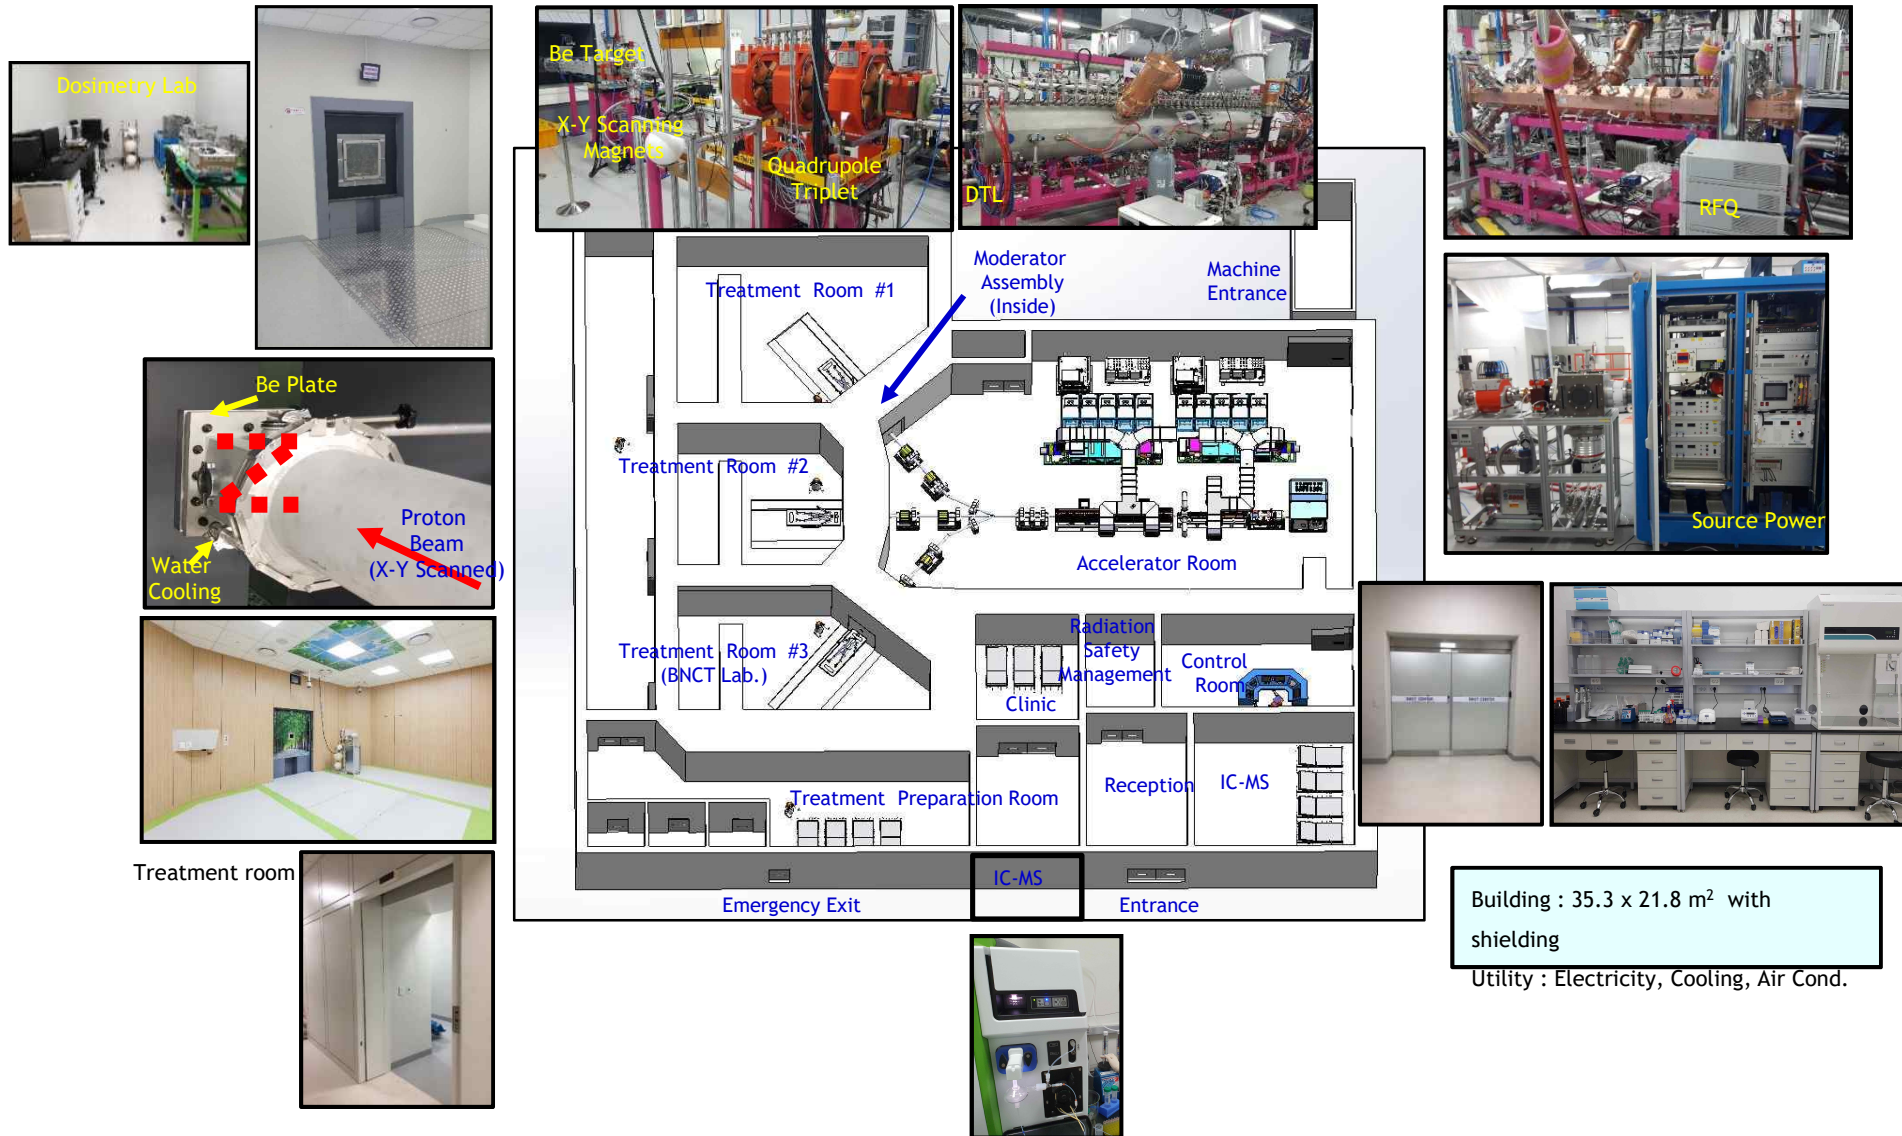 Dosimetry Lab
Be Target
X-Y Scanning
Magnets
Quadrupole
Triplet
DTL
RFQ
Moderator
Assembly
(Inside)
Machine
Entrance
Treatment Room #1
Be Plate
Proton
Beam
(X-Y Scanned)
Water
Cooling
Treatment Room #2
Accelerator Room
Source Power
Treatment Room #3
(BNCT Lab.)
Radiation
Safety
Management
Control
Room
Clinic
Treatment Preparation Room
Reception
IC-MS
Treatment room
IC-MS
Emergency Exit
Entrance
Building : 35.3 x 21.8 m² with
shielding
Utility : Electricity, Cooling, Air Cond.